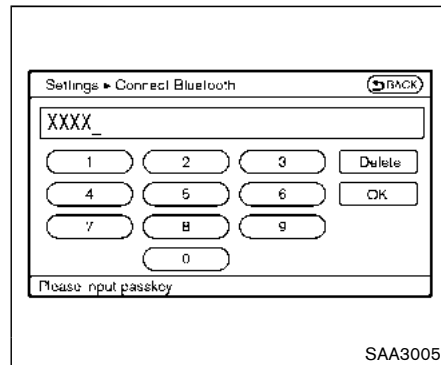 Settings ▸ Connect Bluetooth BACK
XXXX_
1 2 3 Delete
4 5 6 OK
7 8 9
0
Please input passkey
SAA3005